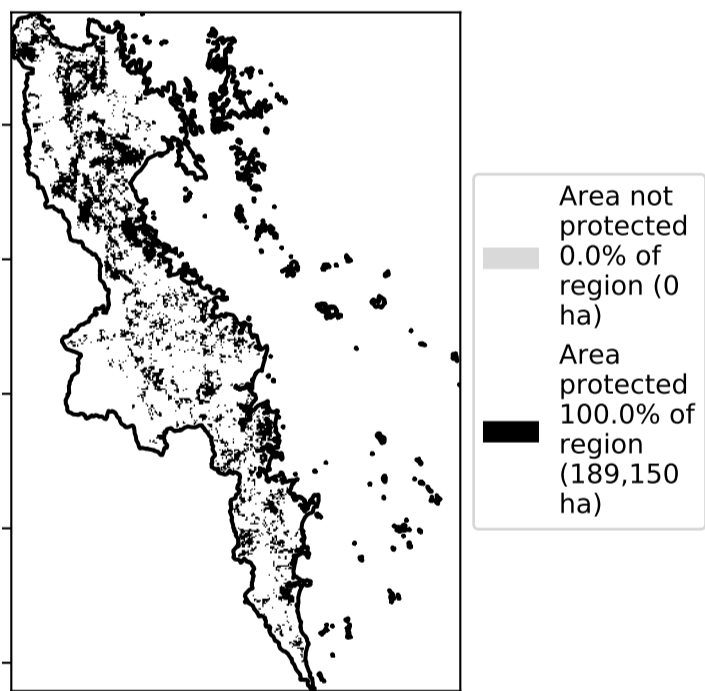 Area not
protected
0.0% of
region (0
ha)
Area
protected
100.0% of
region
(189,150
ha)